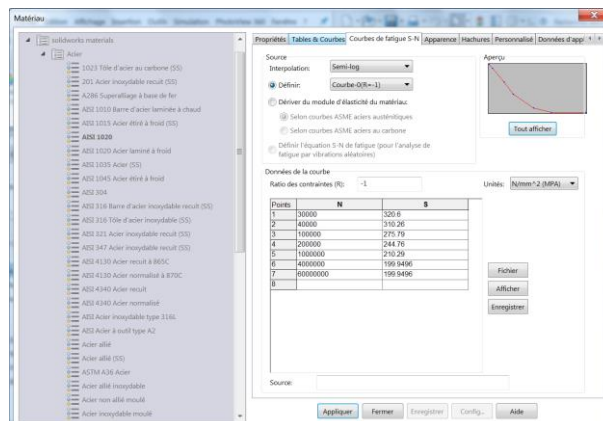 Matériau
solidworks materials
Acier
1023 Tôle d'acier au carbone (SS)
201 Acier inoxydable recuit (SS)
A286 Superalliage à base de fer
AISI 1010 Barre d'acier laminée à chaud
AISI 1015 Acier étiré à froid (SS)
AISI 1020
AISI 1020 Acier laminé à froid
AISI 1035 Acier (SS)
AISI 1045 Acier étiré à froid
AISI 304
AISI 316 Barre d'acier inoxydable recuit (SS)
AISI 316 Tôle d'acier inoxydable (SS)
AISI 321 Acier inoxydable recuit (SS)
AISI 347 Acier inoxydable recuit (SS)
AISI 4130 Acier recuit à 865C
AISI 4130 Acier normalisé à 870C
AISI 4340 Acier recuit
AISI 4340 Acier normalisé
AISI Acier inoxydable type 316L
AISI Acier à outil type A2
Acier allié
Acier allié (SS)
ASTM A36 Acier
Acier allié inoxydable
Acier non allié moulé
Acier inoxydable moulé
Propriétés Tables & Courbes Courbes de fatigue S-N Apparence Hachures Personnalisé Données d'appl
Source
Interpolation: Semi-log
Définir: Courbe-0(R=-1)
Dériver du module d'élasticité du matériau:
Selon courbes ASME aciers austénitiques
Selon courbes ASME aciers au carbone
Définir l'équation S-N de fatigue (pour l'analyse de
fatigue par vibrations aléatoires)
Aperçu
Tout afficher
Données de la courbe
Ratio des contraintes (R): -1 Unités: N/mm^2 (MPA)
Points N S
1 30000 320.6
2 40000 310.26
3 100000 275.79
4 200000 244.76
5 1000000 210.29
6 4000000 199.9496
7 60000000 199.9496
8
Fichier
Afficher
Enregistrer
Source:
Appliquer Fermer Enregistrer Config... Aide